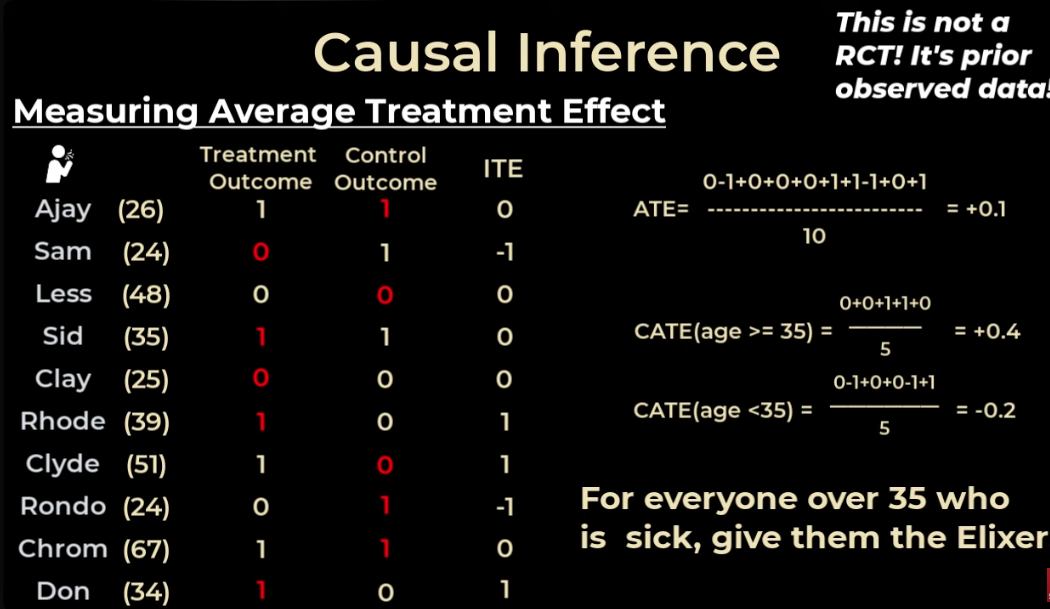 Causal Inference
This is not a
RCT! It's prior
observed data!
Measuring Average Treatment Effect
Treatment Outcome Control Outcome ITE
Ajay (26) 1 1 0
Sam (24) 0 1 -1
Less (48) 0 0 0
Sid (35) 1 1 0
Clay (25) 0 0 0
Rhode (39) 1 0 1
Clyde (51) 1 0 1
Rondo (24) 0 1 -1
Chrom (67) 1 1 0
Don (34) 1 0 1
0-1+0+0+0+1+1-1+0+1
ATE= ------------------------- = +0.1
10
0+0+1+1+0
CATE(age >= 35) = = +0.4
5
0-1+0+0-1+1
CATE(age <35) = = -0.2
5
For everyone over 35 who
is sick, give them the Elixer